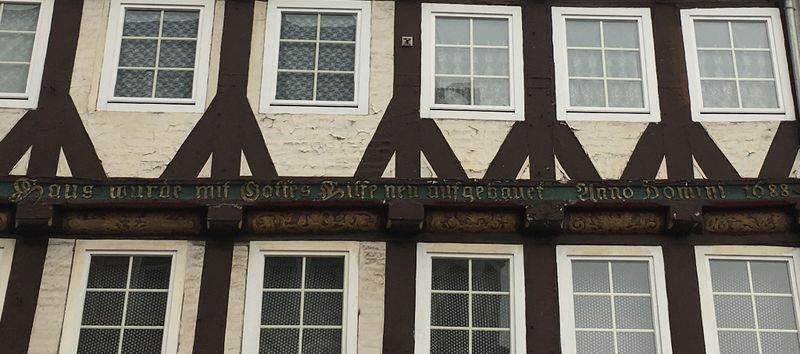 Haus wurde mit Gottes Hilfe neu aufgebauet Anno Domini 1688